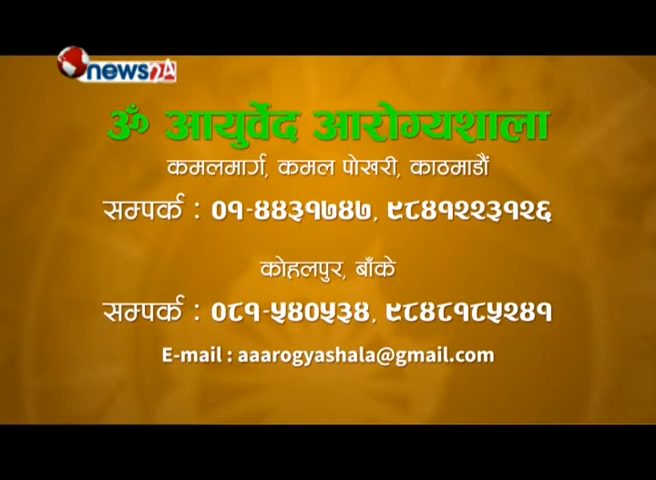 news24
ॐ आयुर्वेद आरोग्यशाला
कमलमार्ग, कमल पोखरी, काठमाडौं
सम्पर्क : ०१-४४३१७४७, ९८४१२२३१२६
कोहलपुर, बाँके
सम्पर्क : ०८१-५४०५३४, ९८४८१८५२४१
E-mail : aaarogyashala@gmail.com